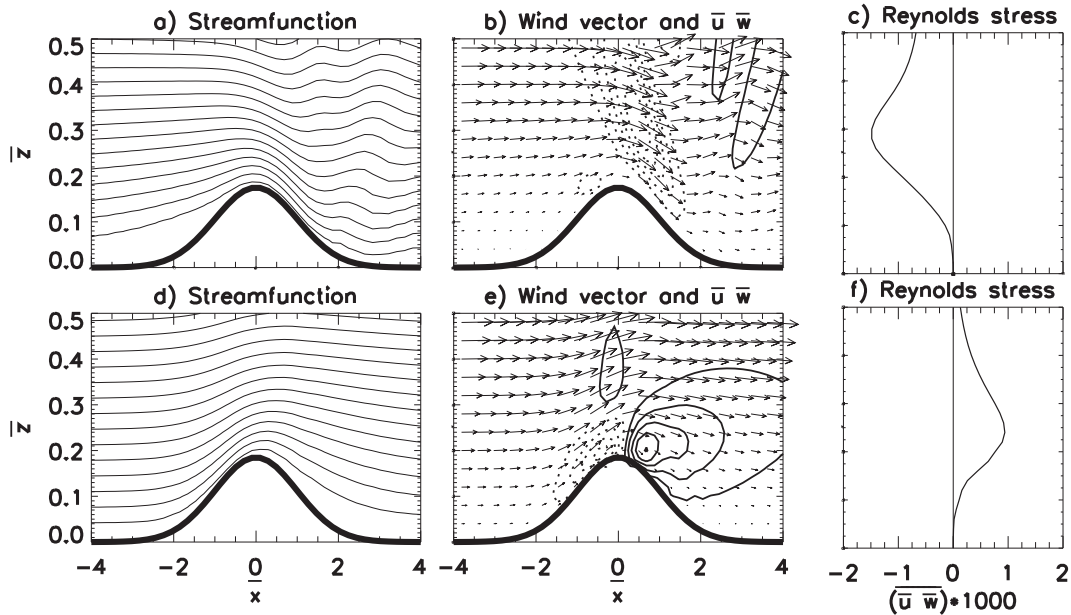 a) Streamfunction
b) Wind vector and u̅ w̅
c) Reynolds stress
0.5
0.4
0.3
0.2
0.1
0.0
z̅
d) Streamfunction
e) Wind vector and u̅ w̅
f) Reynolds stress
0.5
0.4
0.3
0.2
0.1
0.0
z̅
-4 -2 0 2 4
x̅
-4 -2 0 2 4
x̅
-2 -1 0 1 2
(u̅ w̅)*1000